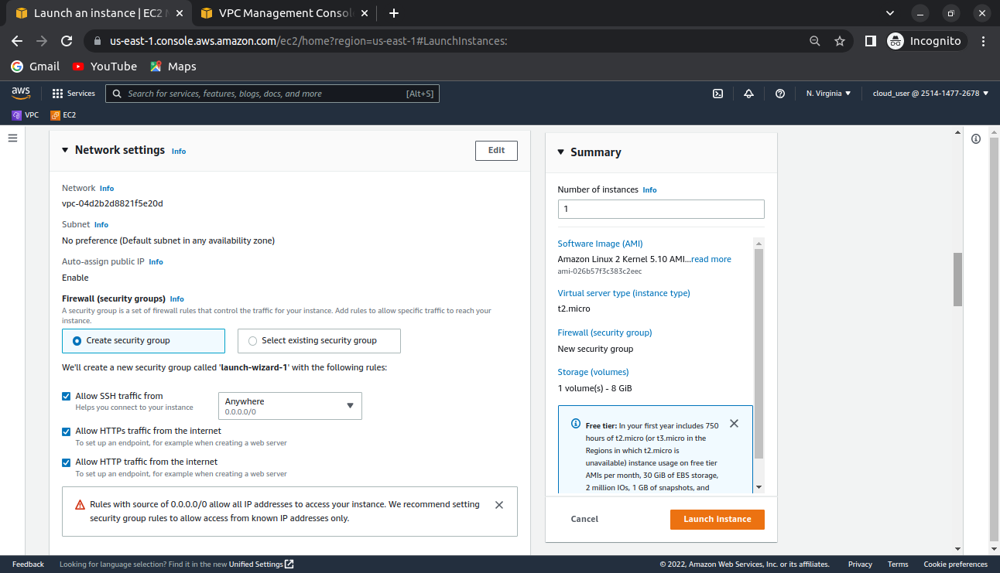 Launch an instance | EC2 M
VPC Management Consol
us-east-1.console.aws.amazon.com/ec2/home?region=us-east-1#LaunchInstances:
Incognito
Gmail
YouTube
Maps
aws
Services
Search for services, features, blogs, docs, and more
[Alt+S]
N. Virginia
cloud_user @ 2514-1477-2678
VPC
EC2
Network settings Info
Edit
Network Info
vpc-04d2b2d8821f5e20d
Subnet Info
No preference (Default subnet in any availability zone)
Auto-assign public IP Info
Enable
Firewall (security groups) Info
A security group is a set of firewall rules that control the traffic for your instance. Add rules to allow specific traffic to reach your
instance.
Create security group
Select existing security group
We'll create a new security group called 'launch-wizard-1' with the following rules:
Allow SSH traffic from
Helps you connect to your instance
Anywhere
0.0.0.0/0
Allow HTTPs traffic from the internet
To set up an endpoint, for example when creating a web server
Allow HTTP traffic from the internet
To set up an endpoint, for example when creating a web server
Rules with source of 0.0.0.0/0 allow all IP addresses to access your instance. We recommend setting
security group rules to allow access from known IP addresses only.
Summary
Number of instances Info
1
Software Image (AMI)
Amazon Linux 2 Kernel 5.10 AMI...read more
ami-026b57f3c383c2eec
Virtual server type (instance type)
t2.micro
Firewall (security group)
New security group
Storage (volumes)
1 volume(s) - 8 GiB
Free tier: In your first year includes 750
hours of t2.micro (or t3.micro in the
Regions in which t2.micro is
unavailable) instance usage on free tier
AMIs per month, 30 GiB of EBS storage,
2 million IOs, 1 GB of snapshots, and
Cancel
Launch instance
Feedback
Looking for language selection? Find it in the new Unified Settings
© 2022, Amazon Web Services, Inc. or its affiliates.
Privacy
Terms
Cookie preferences